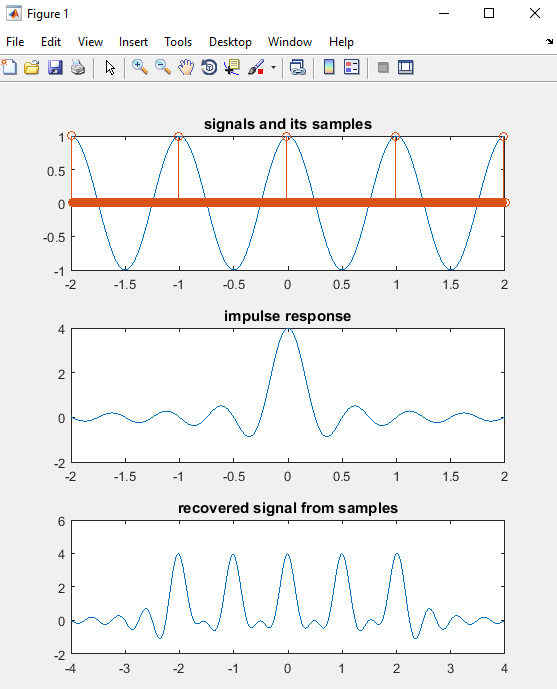 Figure 1
File Edit View Insert Tools Desktop Window Help
signals and its samples
1
0.5
0
-0.5
-1
-2 -1.5 -1 -0.5 0 0.5 1 1.5 2
impulse response
4
2
0
-2
-2 -1.5 -1 -0.5 0 0.5 1 1.5 2
recovered signal from samples
6
4
2
0
-2
-4 -3 -2 -1 0 1 2 3 4